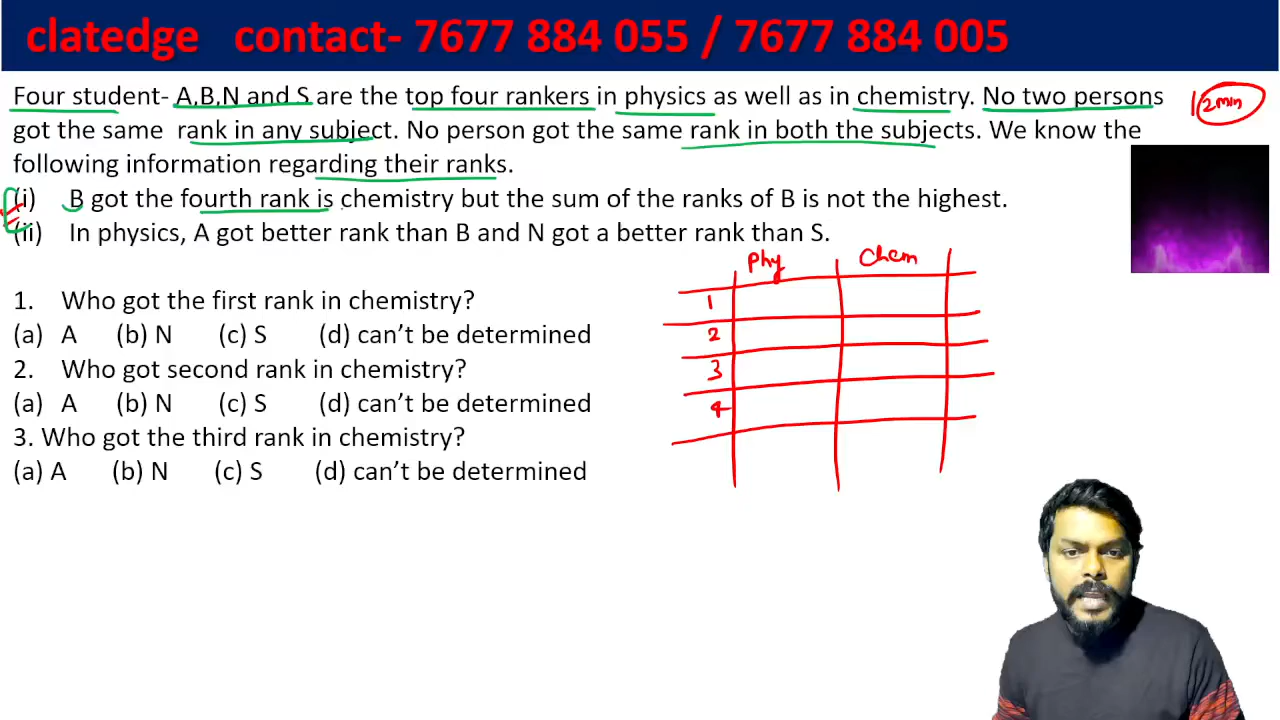 clatedge contact- 7677 884 055 / 7677 884 005
Four student- A,B,N and S are the top four rankers in physics as well as in chemistry. No two persons
got the same rank in any subject. No person got the same rank in both the subjects. We know the
following information regarding their ranks.
(i) B got the fourth rank is chemistry but the sum of the ranks of B is not the highest.
(ii) In physics, A got better rank than B and N got a better rank than S.
1. Who got the first rank in chemistry?
(a) A (b) N (c) S (d) can’t be determined
2. Who got second rank in chemistry?
(a) A (b) N (c) S (d) can’t be determined
3. Who got the third rank in chemistry?
(a) A (b) N (c) S (d) can’t be determined
2 min
Phy Chem
1
2
3
4